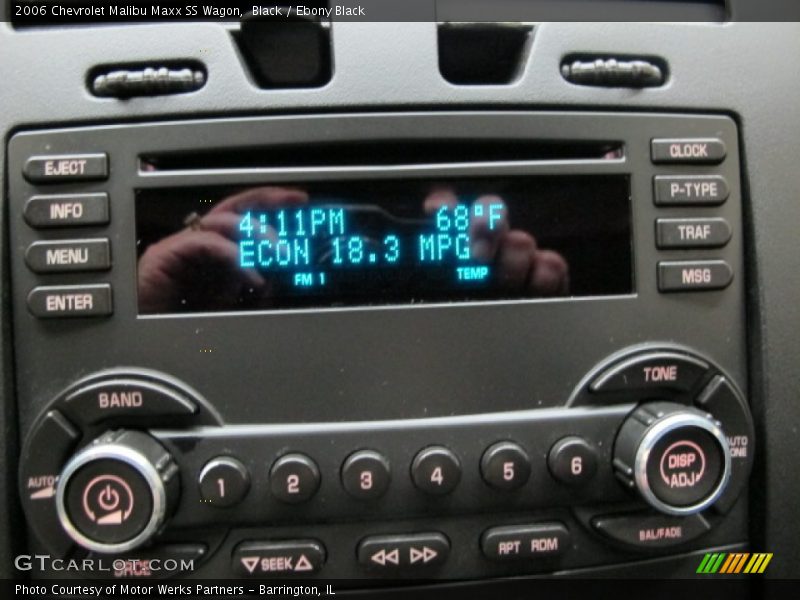 2006 Chevrolet Malibu Maxx SS Wagon, Black / Ebony Black
EJECT
CLOCK
INFO
P-TYPE
MENU
TRAF
ENTER
MSG
4:11PM 68°F
ECON 18.3 MPG
FM 1 TEMP
BAND
TONE
AUTO
1 2 3 4 5 6
DISP
ADJ
AUTO
TONE
BAL/FADE
▽ SEEK △
◁◁ ▷▷
RPT RDM
GTCARLOT.COM
Photo Courtesy of Motor Werks Partners - Barrington, IL